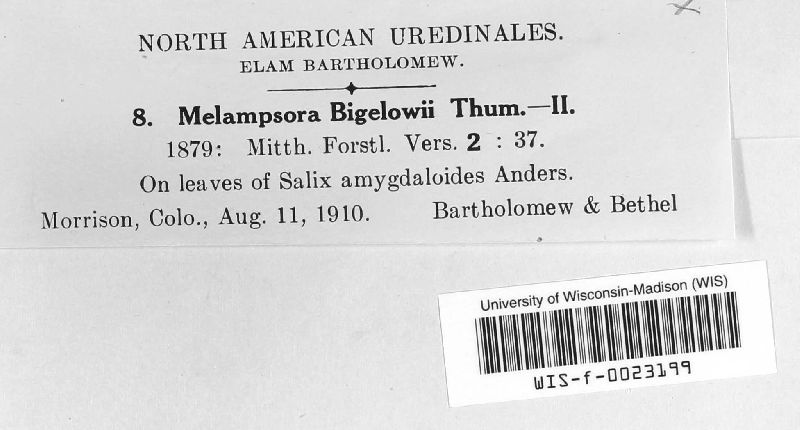 NORTH AMERICAN UREDINALES.
ELAM BARTHOLOMEW.
8. Melampsora Bigelowii Thum.—II.
1879: Mitth. Forstl. Vers. 2 : 37.
On leaves of Salix amygdaloides Anders.
Morrison, Colo., Aug. 11, 1910. Bartholomew & Bethel
University of Wisconsin-Madison (WIS)
WIS-f-0023199